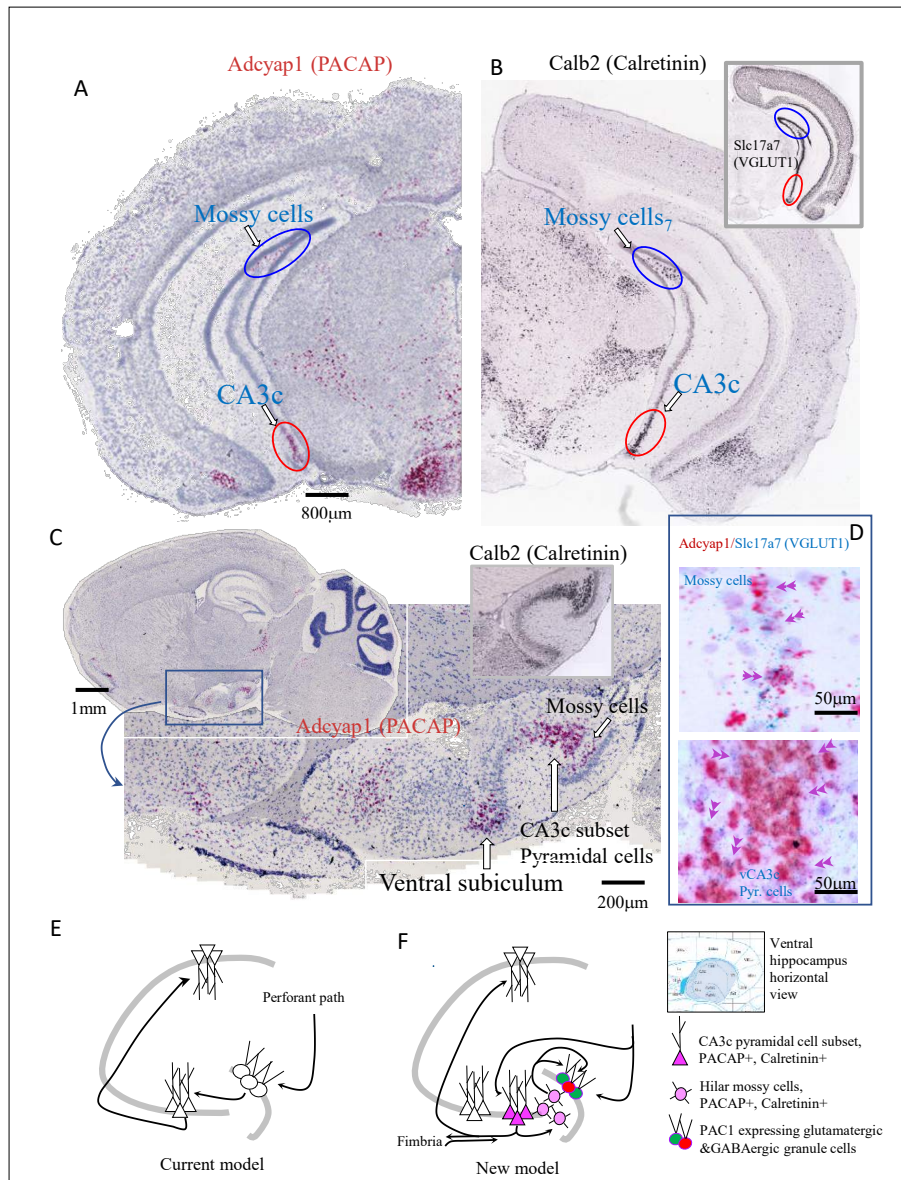 A
Adcyap1 (PACAP)
Mossy cells
CA3c
800μm
B
Calb2 (Calretinin)
Slc17a7
(VGLUT1)
Mossy cells7
CA3c
C
1mm
Calb2 (Calretinin)
Adcyap1 (PACAP)
Mossy cells
CA3c subset
Pyramidal cells
Ventral subiculum
200μm
D
Adcyap1/Slc17a7 (VGLUT1)
Mossy cells
50μm
vCA3c
Pyr. cells
50μm
E
Perforant path
Current model
F
Fimbria
New model
Ventral
hippocampus
horizontal
view
CA3c pyramidal cell subset,
PACAP+, Calretinin+
Hilar mossy cells,
PACAP+, Calretinin+
PAC1 expressing glutamatergic
&GABAergic granule cells